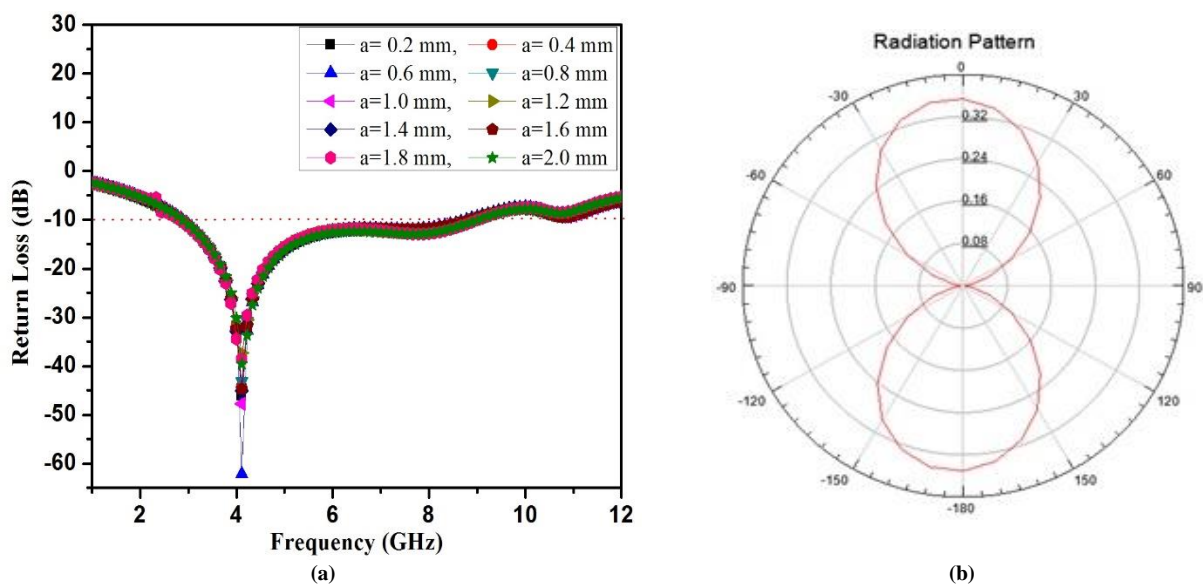 30
20
10
0
-10
-20
-30
-40
-50
-60
Return Loss (dB)
a= 0.2 mm, a= 0.4 mm
a= 0.6 mm, a=0.8 mm
a=1.0 mm, a=1.2 mm
a=1.4 mm, a=1.6 mm
a=1.8 mm, a=2.0 mm
2 4 6 8 10 12
Frequency (GHz)
(a)
Radiation Pattern
0
-30 30
0.32
0.24
-60 60
0.16
0.08
-90 90
-120 120
-150 150
-180
(b)